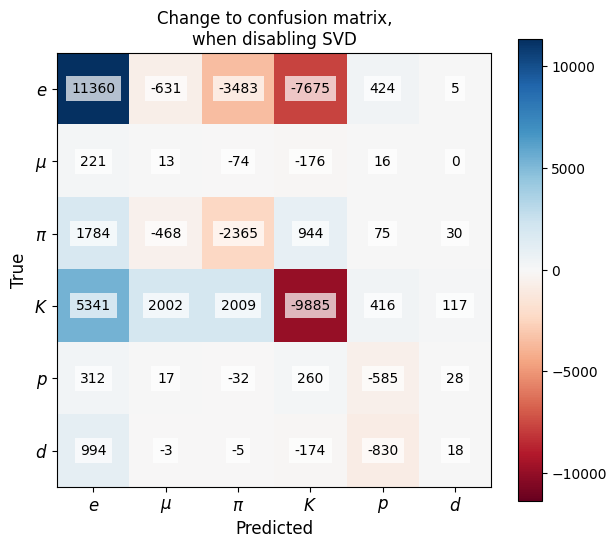 Change to confusion matrix,
when disabling SVD
True
e 11360 -631 -3483 -7675 424 5
μ 221 13 -74 -176 16 0
π 1784 -468 -2365 944 75 30
K 5341 2002 2009 -9885 416 117
p 312 17 -32 260 -585 28
d 994 -3 -5 -174 -830 18
e μ π K p d
Predicted
10000
5000
0
−5000
−10000